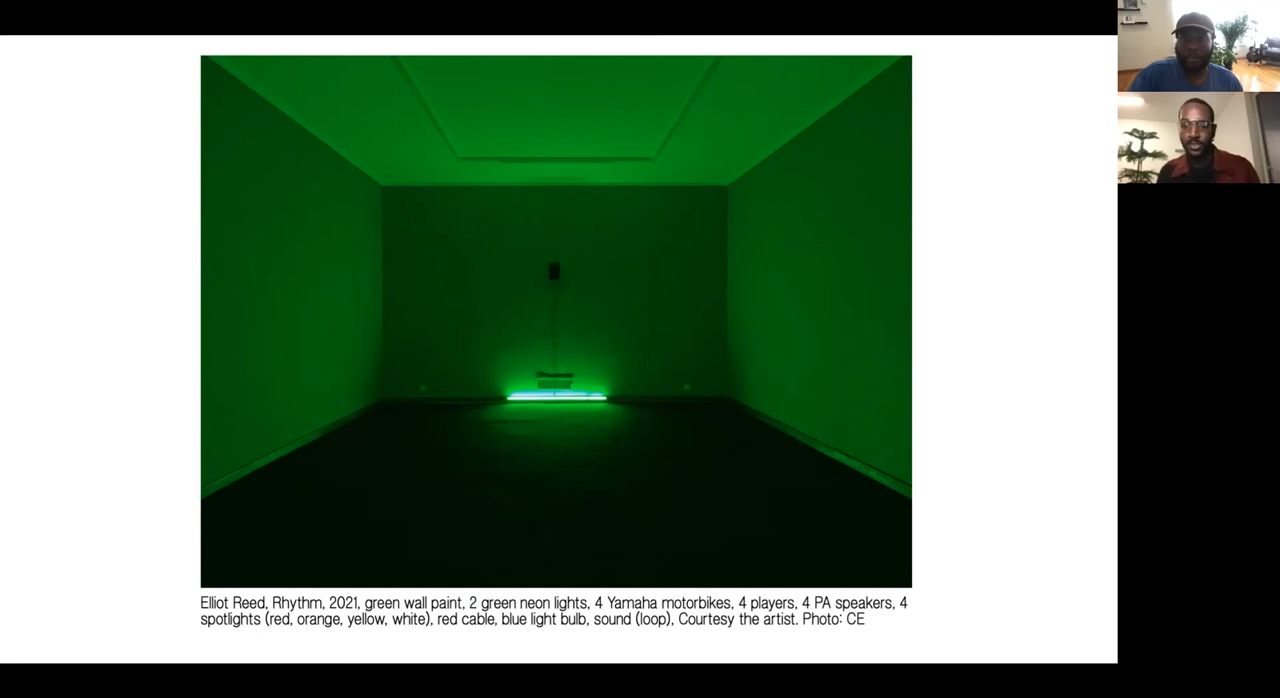 Elliot Reed, Rhythm, 2021, green wall paint, 2 green neon lights, 4 Yamaha motorbikes, 4 players, 4 PA speakers, 4
spotlights (red, orange, yellow, white), red cable, blue light bulb, sound (loop), Courtesy the artist. Photo: CE